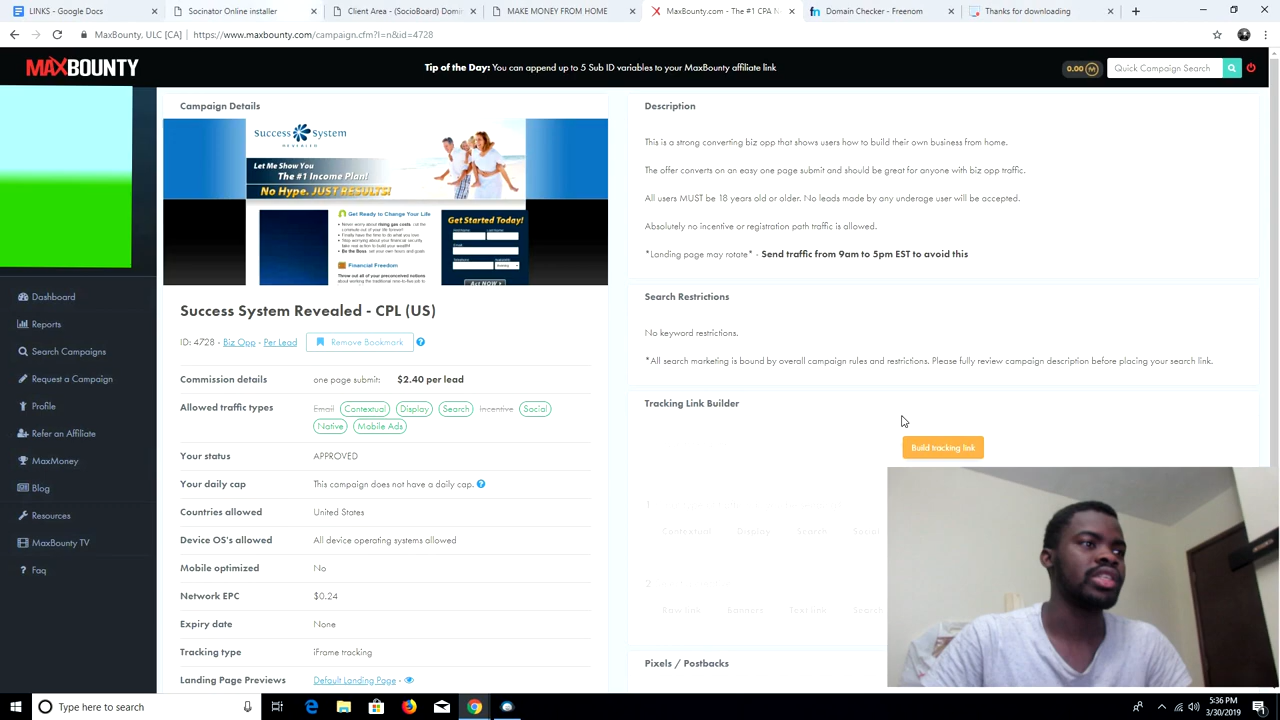 LINKS - Google Docs
Socinator Online installer
Client Area - (SocioBoard) Domi
MAKE MONEY FROM HOME
MaxBounty.com - The #1 CPA N
Domain Checker - Freenom
Thanks for downloading
MaxBounty, ULC [CA]
https://www.maxbounty.com/campaign.cfm?l=n&id=4728
MAXBOUNTY
Tip of the Day: You can append up to 5 Sub ID variables to your MaxBounty affiliate link
0.00
Quick Campaign Search
Dashboard
Reports
Search Campaigns
Request a Campaign
Profile
Refer an Affiliate
MaxMoney
Blog
Resources
MaxBounty TV
Faq
Campaign Details
Success System
REVEALED
Let Me Show You
The #1 Income Plan!
No Hype. JUST RESULTS!
Get Ready to Change Your Life
Financial Freedom
Get Started Today!
ACT NOW
Success System Revealed - CPL (US)
ID: 4728 - Biz Opp - Per Lead
Remove Bookmark
Commission details
one page submit: $2.40 per lead
Allowed traffic types
Email Contextual Display Search Incentive Social
Native Mobile Ads
Your status
APPROVED
Your daily cap
This campaign does not have a daily cap.
Countries allowed
United States
Device OS's allowed
All device operating systems allowed
Mobile optimized
No
Network EPC
$0.24
Expiry date
None
Tracking type
iframe tracking
Landing Page Previews
Default Landing Page -
Description
This is a strong converting biz opp that shows users how to build their own business from home.
The offer converts on an easy one page submit and should be great for anyone with biz opp traffic.
All users MUST be 18 years old or older. No leads made by any underage user will be accepted.
Absolutely no incentive or registration path traffic is allowed.
*Landing page may rotate* - Send traffic from 9am to 5pm EST to avoid this
Search Restrictions
No keyword restrictions.
*All search marketing is bound by overall campaign rules and restrictions. Please fully review campaign description before placing your search link.
Tracking Link Builder
Build tracking link
1
Contextual Display Search Social
2
Raw Link Banners Text link Search
Pixels / Postbacks
Type here to search
5:36 PM
3/30/2019